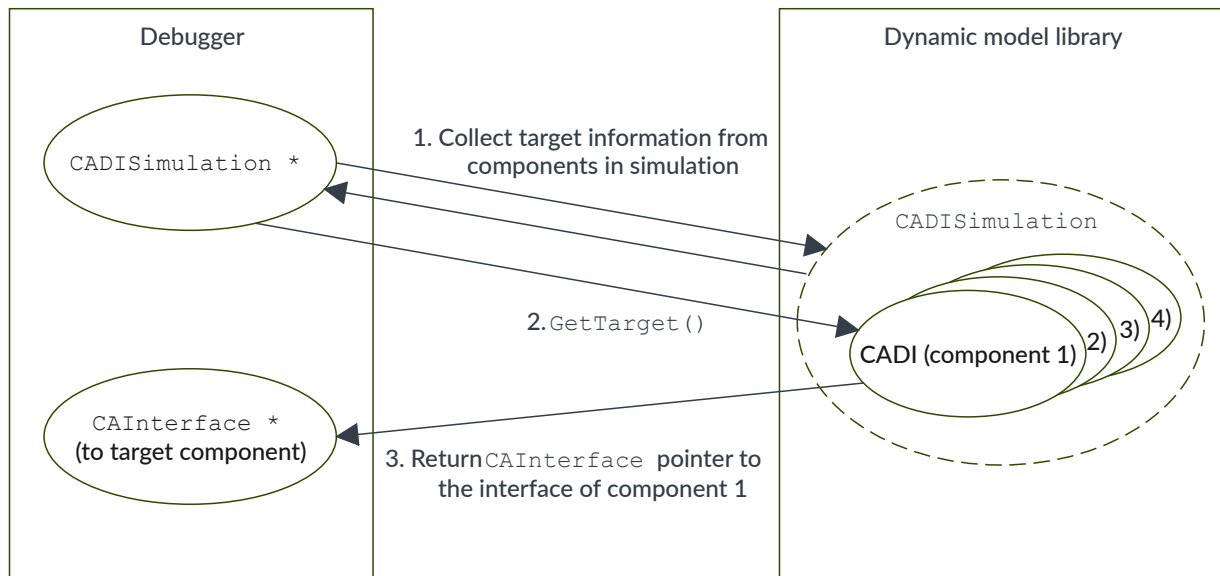 Debugger
Dynamic model library
CADISimulation *
1. Collect target information from
components in simulation
CADISimulation
2. GetTarget()
CADI (component 1)
2)
3)
4)
CAInterface *
(to target component)
3. Return CAInterface pointer to
the interface of component 1